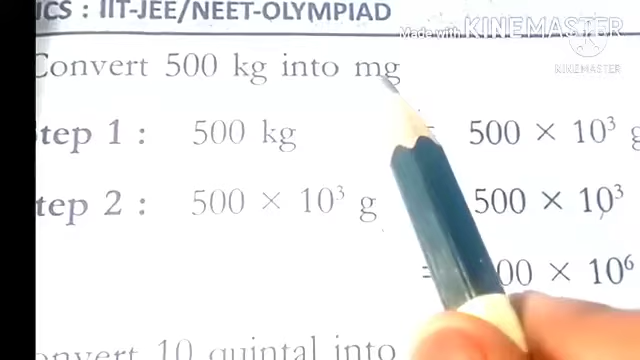 ICS : IIT-JEE/NEET-OLYMPIAD
Made with KINEMASTER
KINEMASTER
Convert 500 kg into mg
Step 1 : 500 kg = 500 × 10³ g
tep 2 : 500 × 10³ g 500 × 10³
= 00 × 10⁶
onvert 10 quintal into